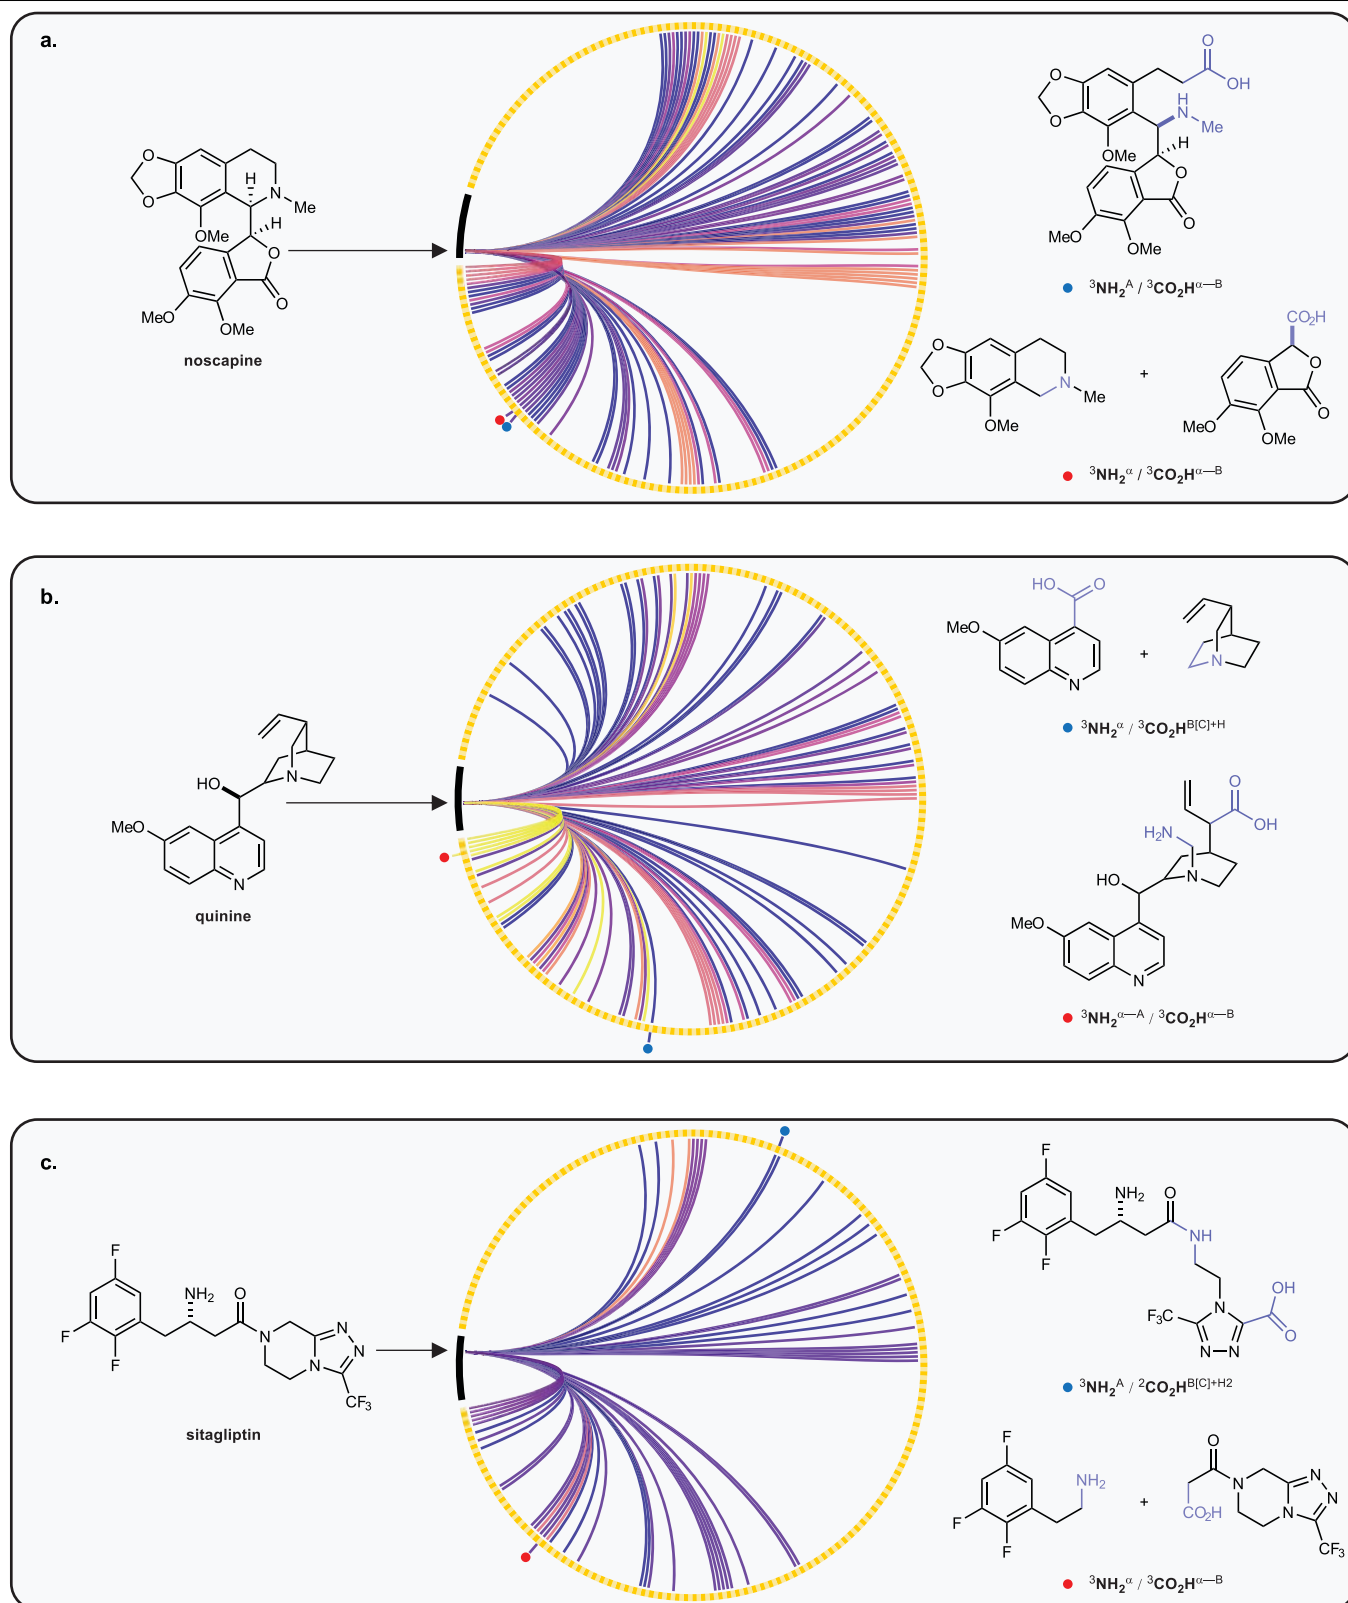 a.
O
O
OMe
H
N
Me
H
O
O
MeO
OMe
noscapine
O
OH
O
O
H
N
Me
OMe
H
O
O
MeO
OMe
³NH₂ᴬ / ³CO₂H^α—B
O
O
N
Me
OMe
+
CO₂H
O
O
MeO
OMe
³NH₂^α / ³CO₂H^α—B
b.
HO
N
MeO
N
quinine
HO
O
MeO
N
+
N
³NH₂^α / ³CO₂H^B[C]+H
O
OH
H₂N
N
HO
MeO
N
³NH₂^α—A / ³CO₂H^α—B
c.
F
F
F
NH₂
O
N
N
N
N
CF₃
sitagliptin
F
F
F
NH₂
O
NH
N
F₃C
N
N
OH
O
³NH₂ᴬ / ²CO₂H^B[C]+H2
F
F
F
NH₂
+
O
CO₂H
N
N
N
N
CF₃
³NH₂^α / ³CO₂H^α—B